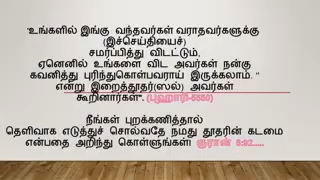 'உங்களில் இங்கு வந்தவர்கள் வராதவர்களுக்கு
(இச்செய்தியைச்)
சமர்ப்பித்து விடட்டும்,
ஏனெனில் உங்களை விட அவர்கள் நன்கு
கவனித்து புரிந்துகொள்பவராய் இருக்கலாம். "
என்று இறைத்தூதர்(ஸல்) அவர்கள்
கூறினார்கள்". (புஹாரி-5550)
நீங்கள் புறக்கணித்தால்
தெளிவாக எடுத்துச் சொல்வதே நமது தூதரின் கடமை
என்பதை அறிந்து கொள்ளுங்கள்! குரான் 5:92.....